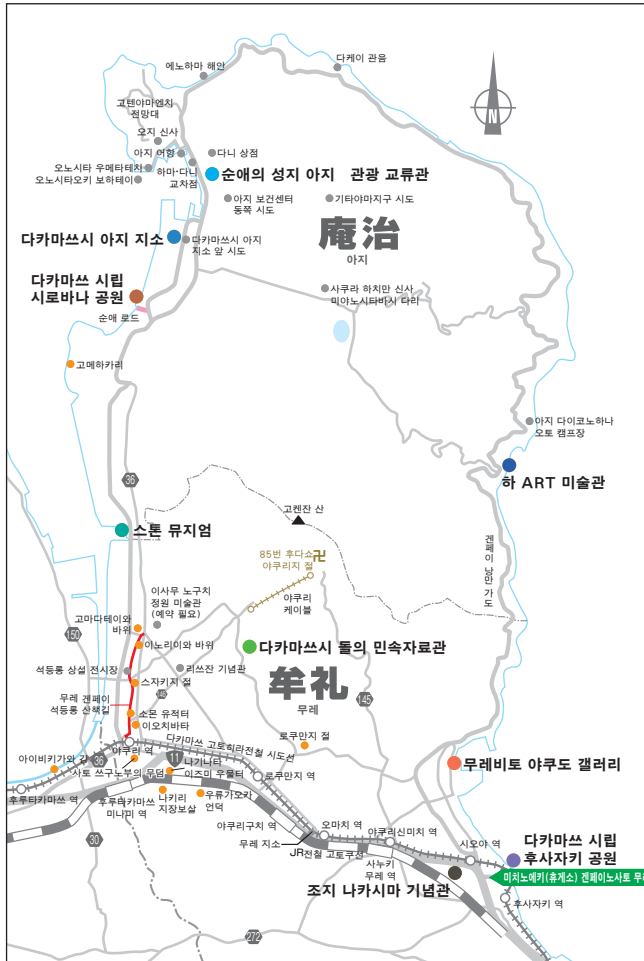 에노하마 해안
다케이 관음
고텐야마엔치
전망대
N
오지 신사
아지 어항
다니 상점
오노시타 우메타테치
오노시타오키 보하테이
하마·다니
교차점
순애의 성지 아지 관광 교류관
아지 보건센터
동쪽 시도
기타야마지구 시도
庵治
아지
다카마쓰시 아지 지소
다카마쓰시 아지
지소 앞 시도
다카마쓰 시립
시로바나 공원
순애 로드
사쿠라 하치만 신사
미야노시타바시 다리
고메하카리
아지 다이코노하나
오토 캠프장
하 ART 미술관
36
겐페이 낭만 가도
고켄잔 산
스톤 뮤지엄
85번 후다쇼
야쿠리지 절
卍
이사무 노구치
정원 미술관
(예약 필요)
야쿠리
케이블
고마다테이와
바위
이노리이와 바위
150
다카마쓰시 돌의 민속자료관
석등롱 상설 전시장
리쓰잔 기념관
스자키지 절
牟礼
무레
145
146
무레 겐페이
석등롱 산책길
소몬 유적터
이오치바타
다카마쓰 고토히라전철 시도선
로쿠만지 절
야쿠리 역
아이비키가와 강
36
11
사토 쓰구노부의 무덤
나기나타
이즈미 우물터
로쿠만지 역
무레비토 야쿠도 갤러리
후루타카마쓰 역
후루타카마쓰
미나미 역
나키리
지장보살
우류가오카
언덕
30
야쿠리구치 역
오마치 역
야쿠리신미치 역
시오야 역
다카마쓰 시립
후사자키 공원
무레 지소
JR전철 고토쿠선
사누키
무레 역
미치노에키(휴게소) 겐페이노사토 무레
조지 나카시마 기념관
후사자키 역
272